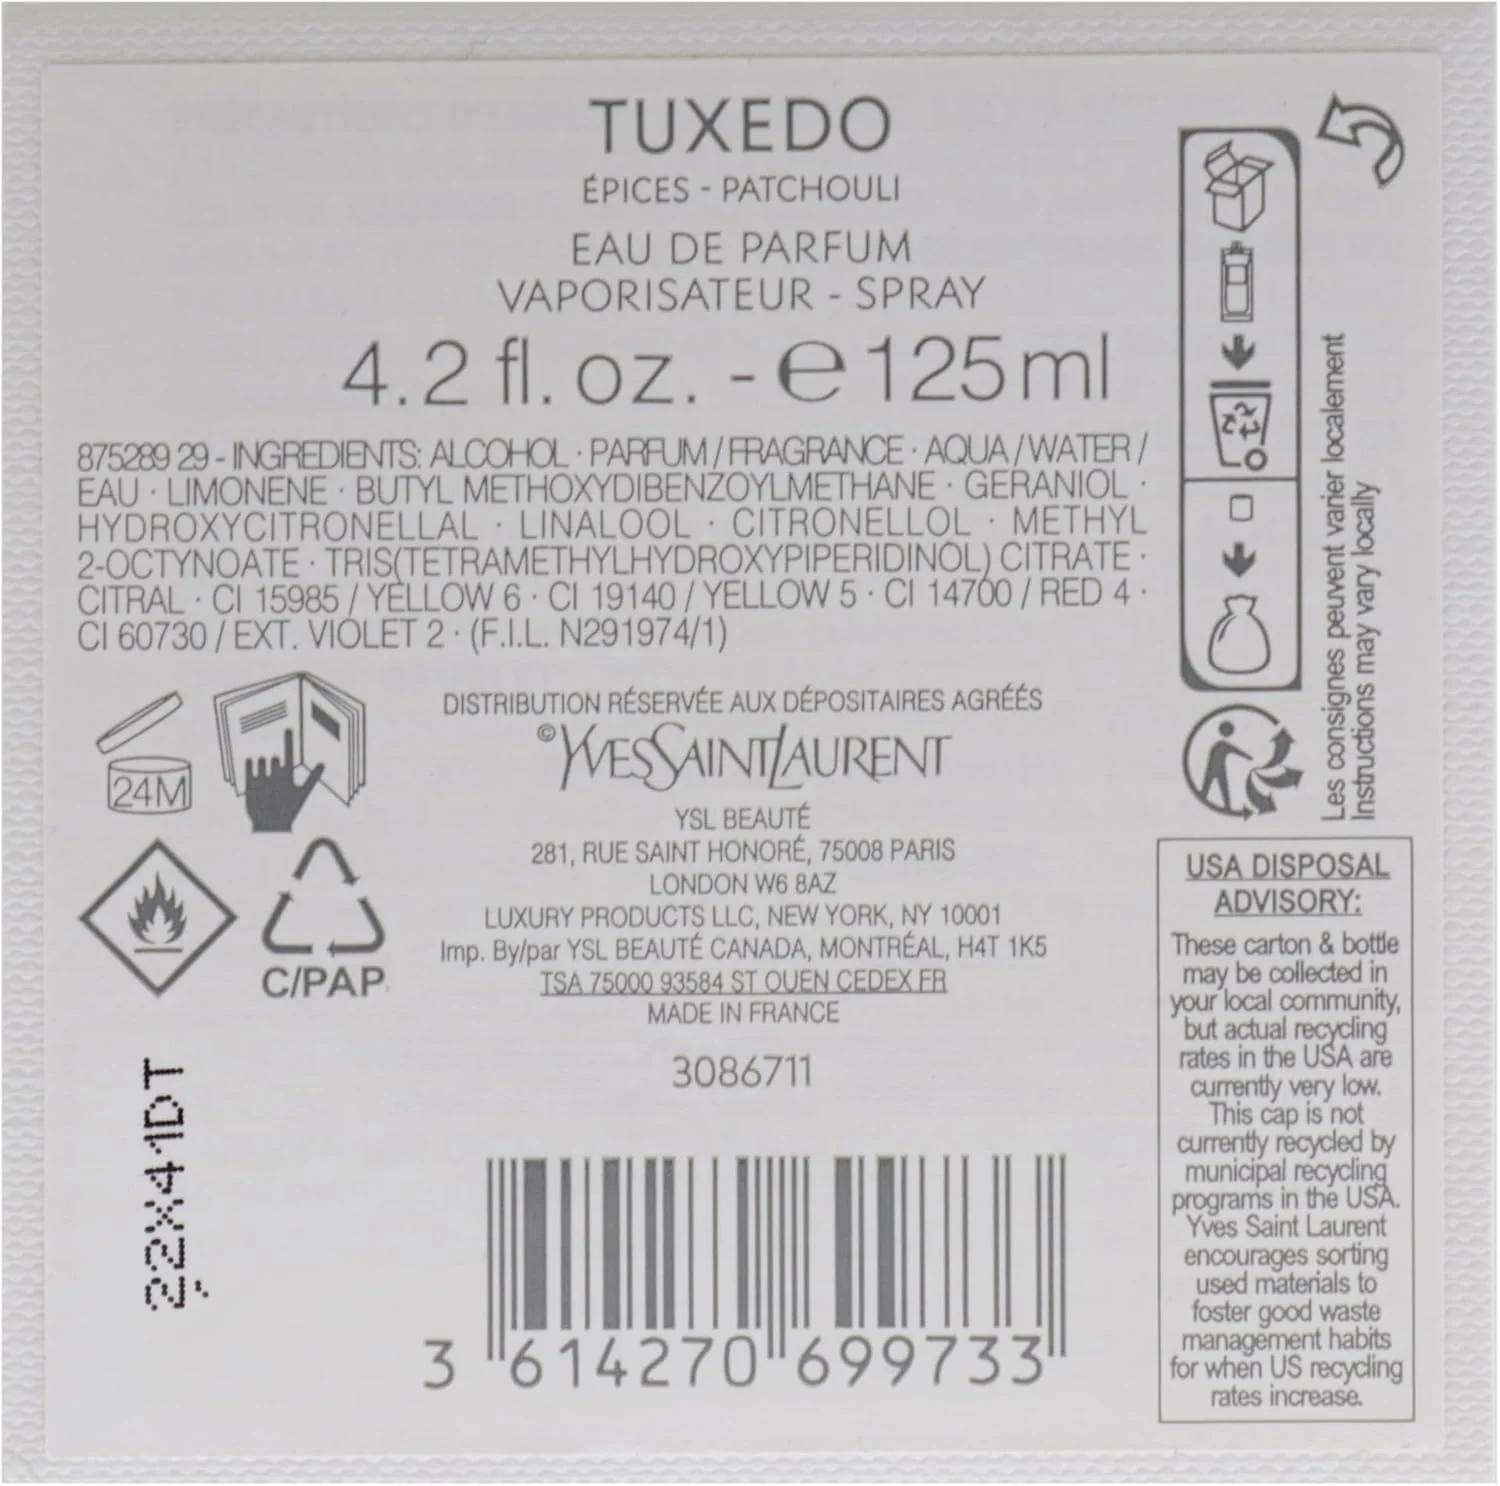 TUXEDO
ÉPICES - PATCHOULI
EAU DE PARFUM
VAPORISATEUR - SPRAY
4.2 fl. oz. - e 125ml
875289 29 - INGREDIENTS: ALCOHOL · PARFUM / FRAGRANCE · AQUA / WATER /
EAU · LIMONENE · BUTYL METHOXYDIBENZOYLMETHANE · GERANIOL ·
HYDROXYCITRONELLAL · LINALOOL · CITRONELLOL · METHYL
2-OCTYNOATE · TRIS(TETRAMETHYLHYDROXYPIPERIDINOL) CITRATE ·
CITRAL · CI 15985 / YELLOW 6 · CI 19140 / YELLOW 5 · CI 14700 / RED 4 ·
CI 60730 / EXT. VIOLET 2 · (F.I.L. N291974/1)
24M
C/PAP
22X41DT
DISTRIBUTION RÉSERVÉE AUX DÉPOSITAIRES AGRÉÉS
©YVESSAINTLAURENT
YSL BEAUTÉ
281, RUE SAINT HONORÉ, 75008 PARIS
LONDON W6 8AZ
LUXURY PRODUCTS LLC, NEW YORK, NY 10001
Imp. By/par YSL BEAUTÉ CANADA, MONTRÉAL, H4T 1K5
TSA 75000 93584 ST OUEN CEDEX FR
MADE IN FRANCE
3086711
3 614270 699733
Les consignes peuvent varier localement
Instructions may vary locally
USA DISPOSAL
ADVISORY:
These carton & bottle
may be collected in
your local community,
but actual recycling
rates in the USA are
currently very low.
This cap is not
currently recycled by
municipal recycling
programs in the USA.
Yves Saint Laurent
encourages sorting
used materials to
foster good waste
management habits
for when US recycling
rates increase.